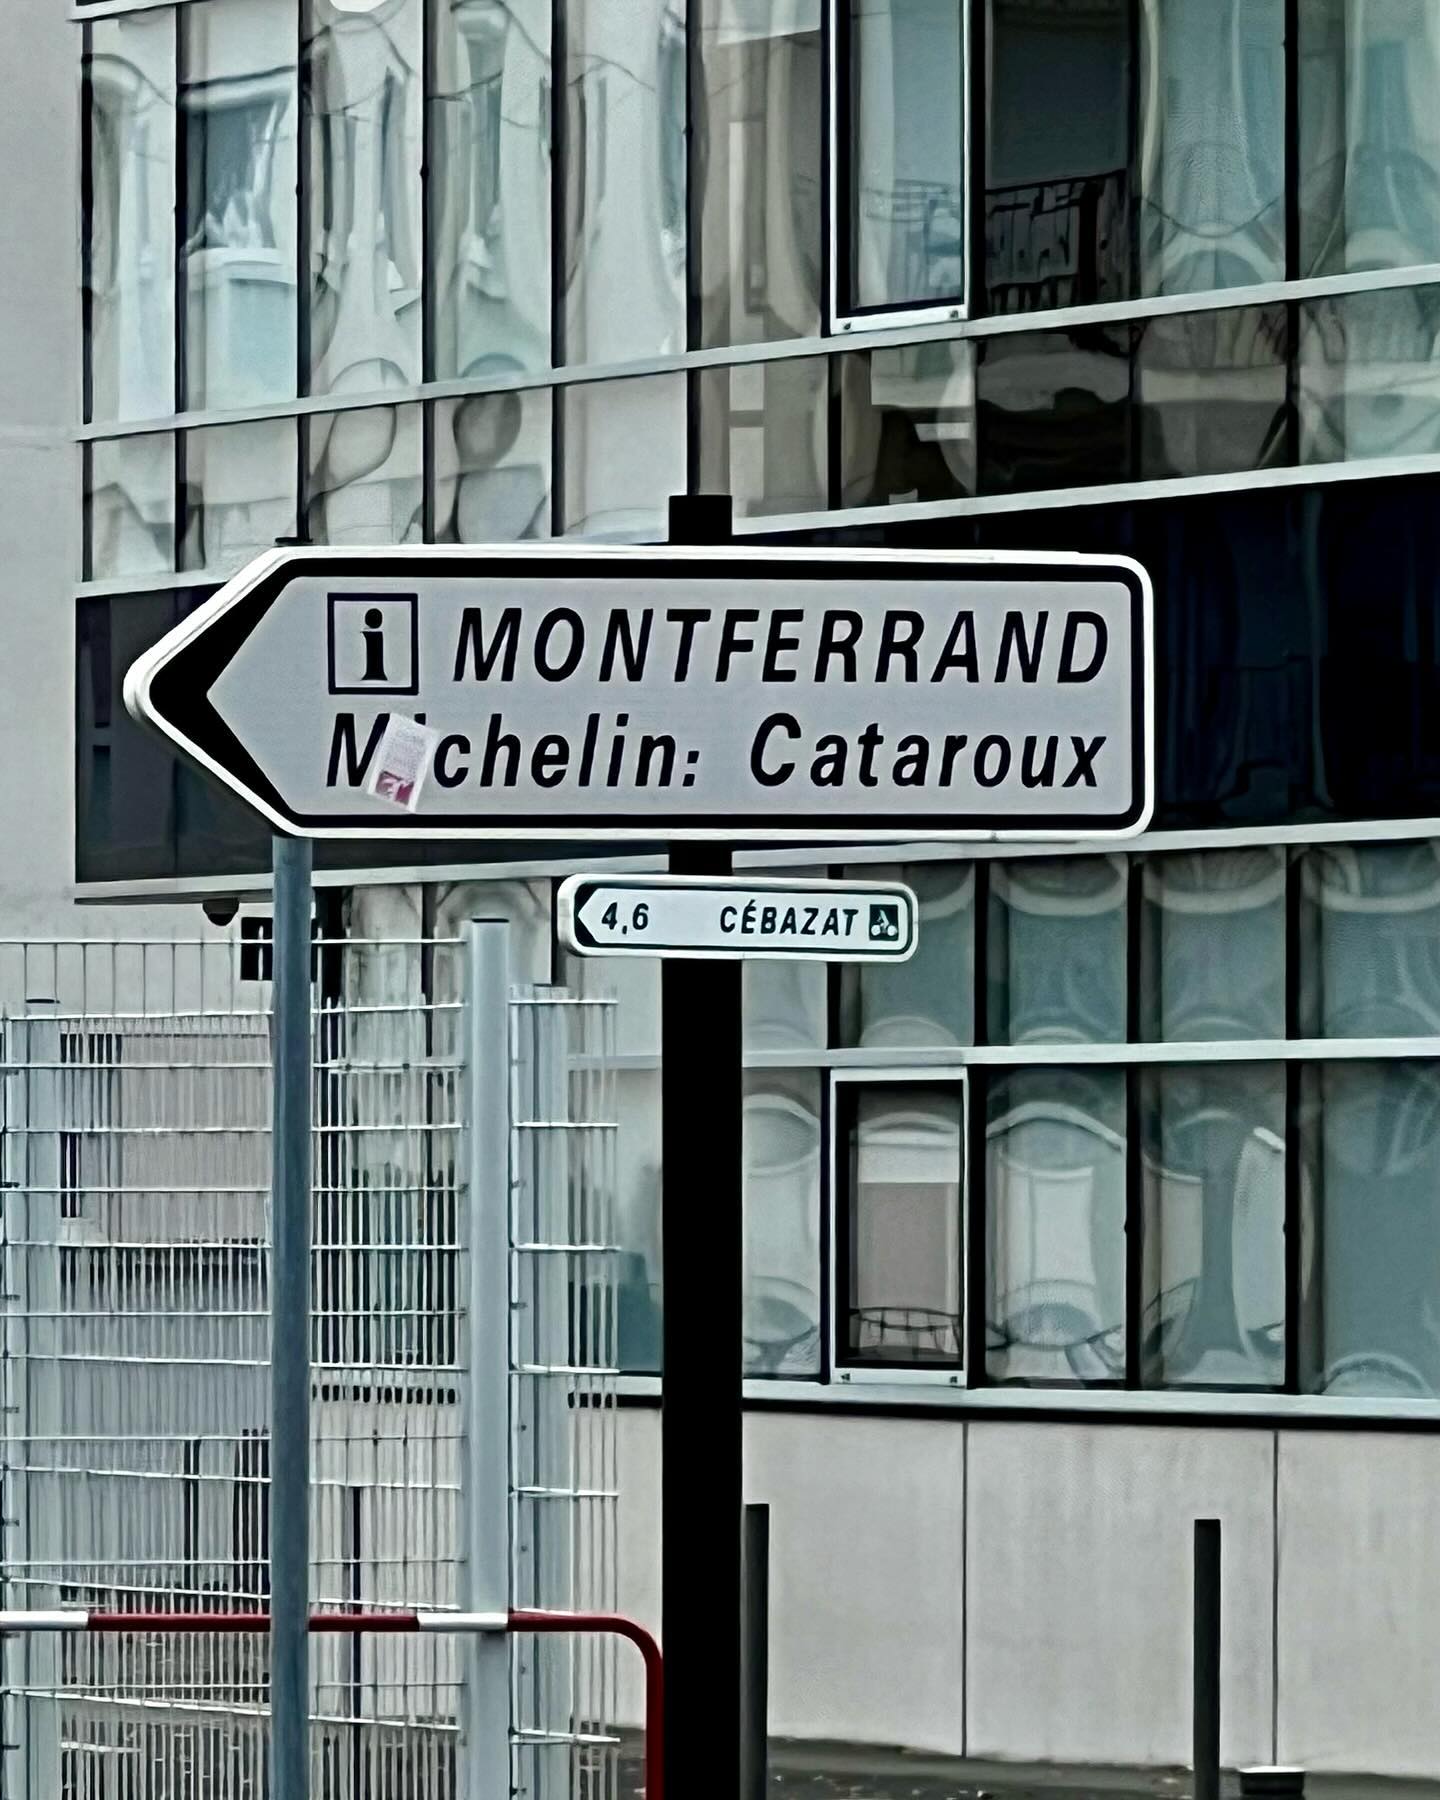 i MONTFERRAND
Michelin: Cataroux
4,6 CÉBAZAT